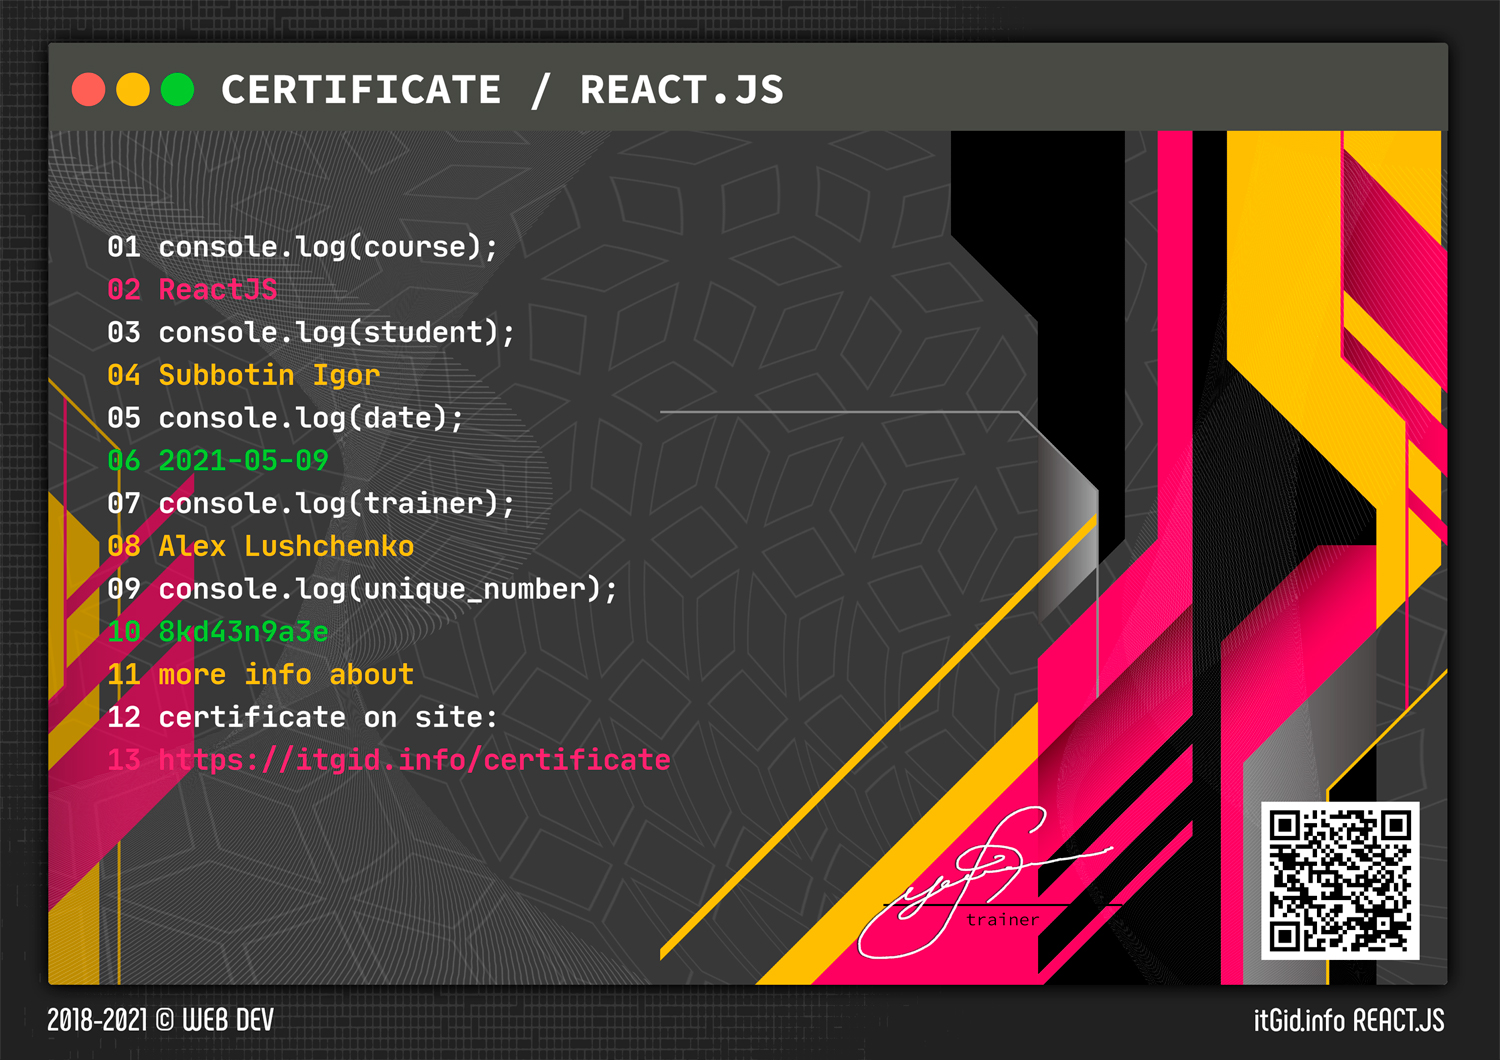 CERTIFICATE / REACT.JS
01 console.log(course);
02 ReactJS
03 console.log(student);
04 Subbotin Igor
05 console.log(date);
06 2021-05-09
07 console.log(trainer);
08 Alex Lushchenko
09 console.log(unique_number);
10 8kd43n9a3e
11 more info about
12 certificate on site:
13 https://itgid.info/certificate
trainer
2018-2021 © WEB DEV
itGid.info REACT.JS